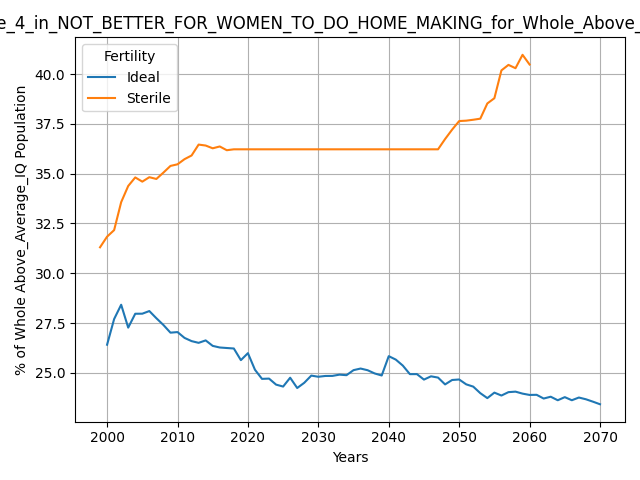 e_4_in_NOT_BETTER_FOR_WOMEN_TO_DO_HOME_MAKING_for_Whole_Above_
Fertility
Ideal
Sterile
% of Whole Above_Average_IQ Population
40.0
37.5
35.0
32.5
30.0
27.5
25.0
2000 2010 2020 2030 2040 2050 2060 2070
Years